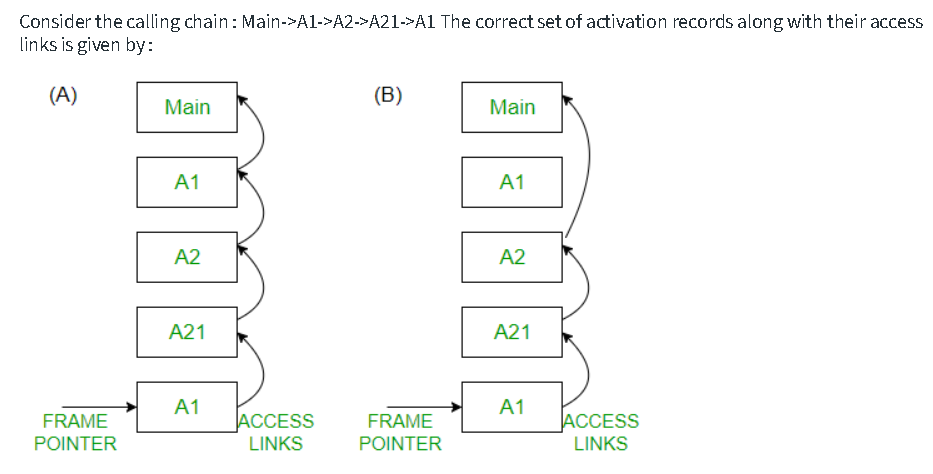 Consider the calling chain : Main->A1->A2->A21->A1 The correct set of activation records along with their access
links is given by :
(A)
Main
A1
A2
A21
A1
FRAME
POINTER
ACCESS
LINKS
(B)
Main
A1
A2
A21
A1
FRAME
POINTER
ACCESS
LINKS